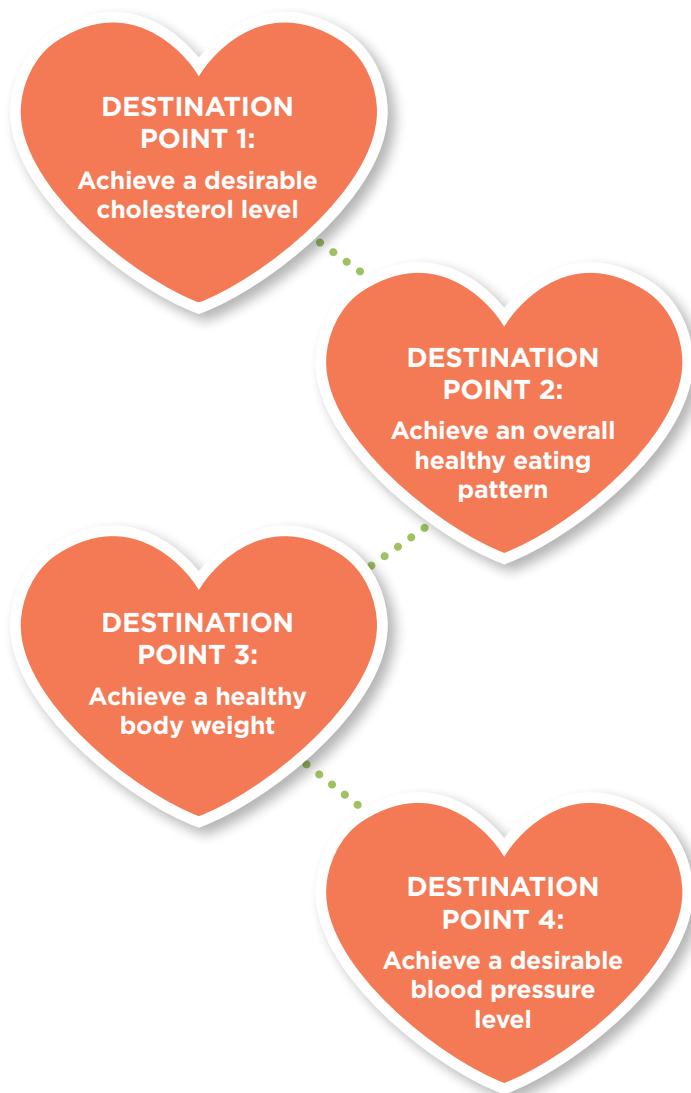 DESTINATION
POINT 1:
Achieve a desirable
cholesterol level
DESTINATION
POINT 2:
Achieve an overall
healthy eating
pattern
DESTINATION
POINT 3:
Achieve a healthy
body weight
DESTINATION
POINT 4:
Achieve a desirable
blood pressure
level